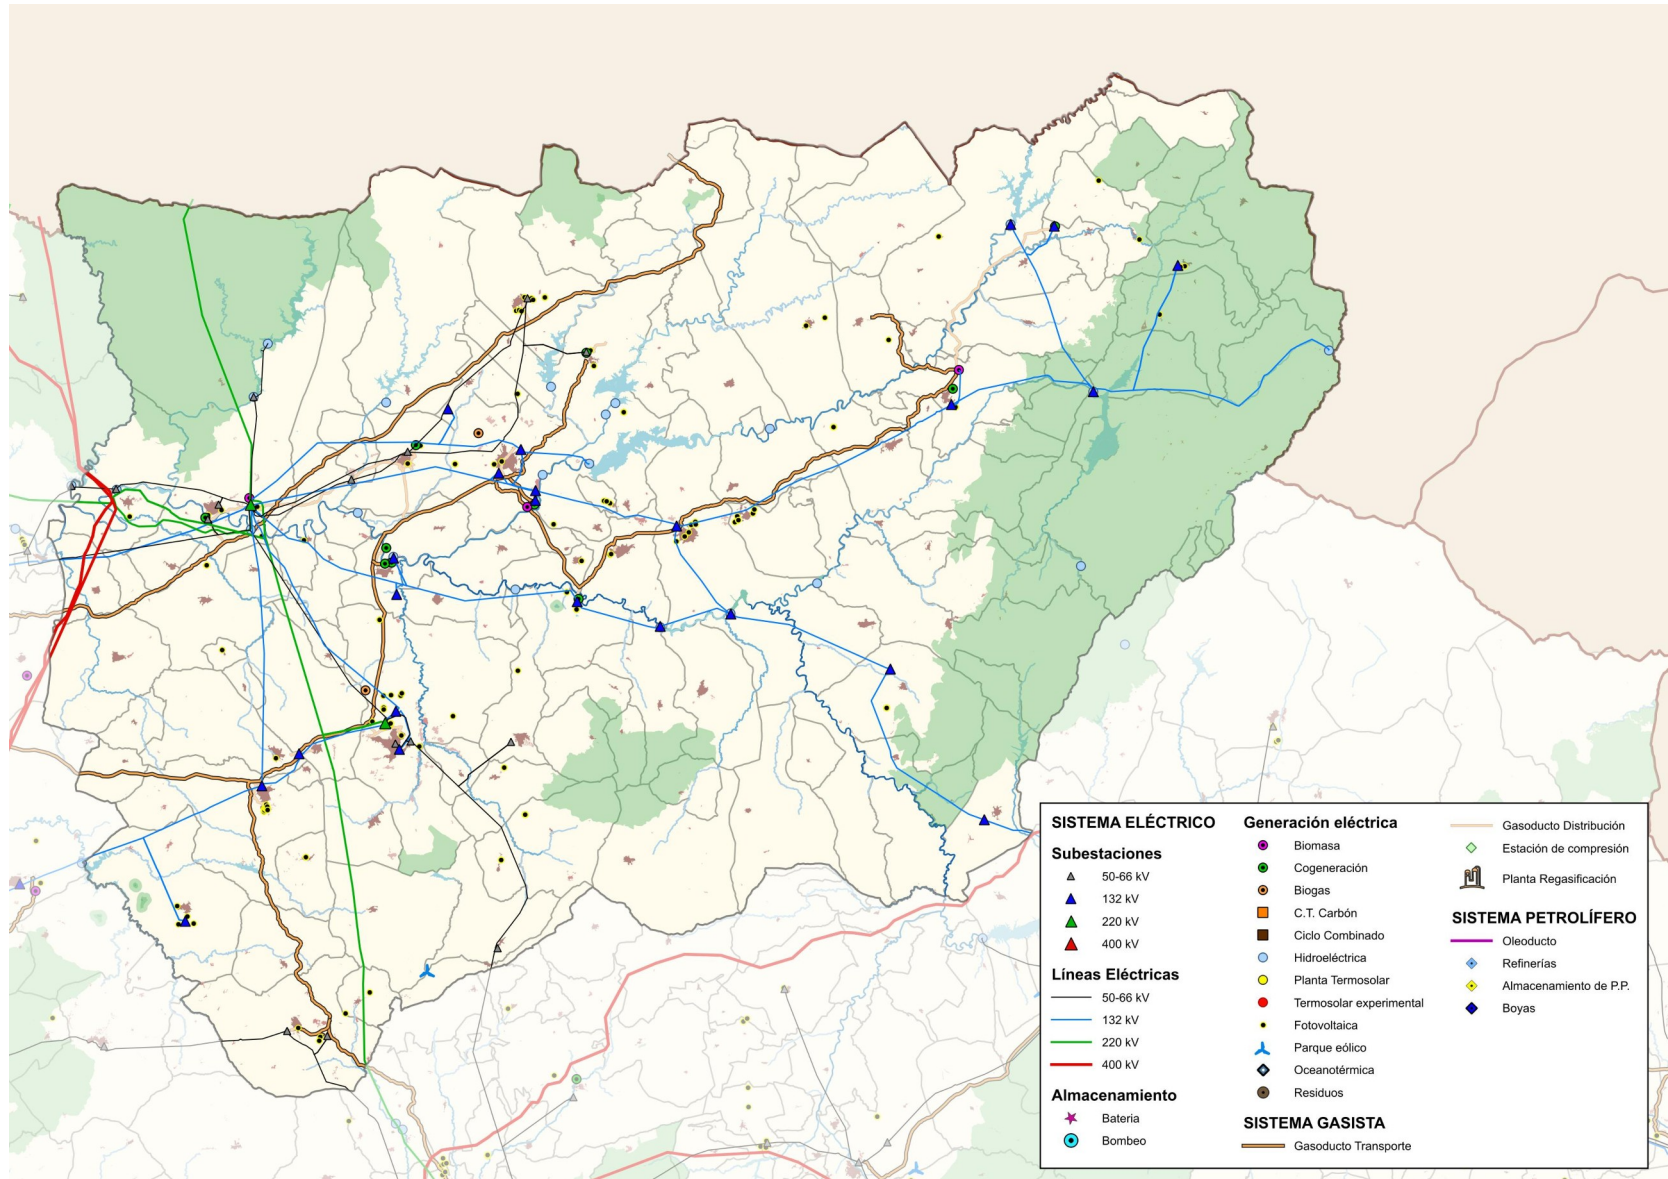 SISTEMA ELÉCTRICO
Subestaciones
50-66 kV
132 kV
220 kV
400 kV
Líneas Eléctricas
50-66 kV
132 kV
220 kV
400 kV
Almacenamiento
Bateria
Bombeo
Generación eléctrica
Biomasa
Cogeneración
Biogas
C.T. Carbón
Ciclo Combinado
Hidroeléctrica
Planta Termosolar
Termosolar experimental
Fotovoltaica
Parque eólico
Oceanotérmica
Residuos
SISTEMA GASISTA
Gasoducto Transporte
Gasoducto Distribución
Estación de compresión
Planta Regasificación
SISTEMA PETROLÍFERO
Oleoducto
Refinerías
Almacenamiento de P.P.
Boyas